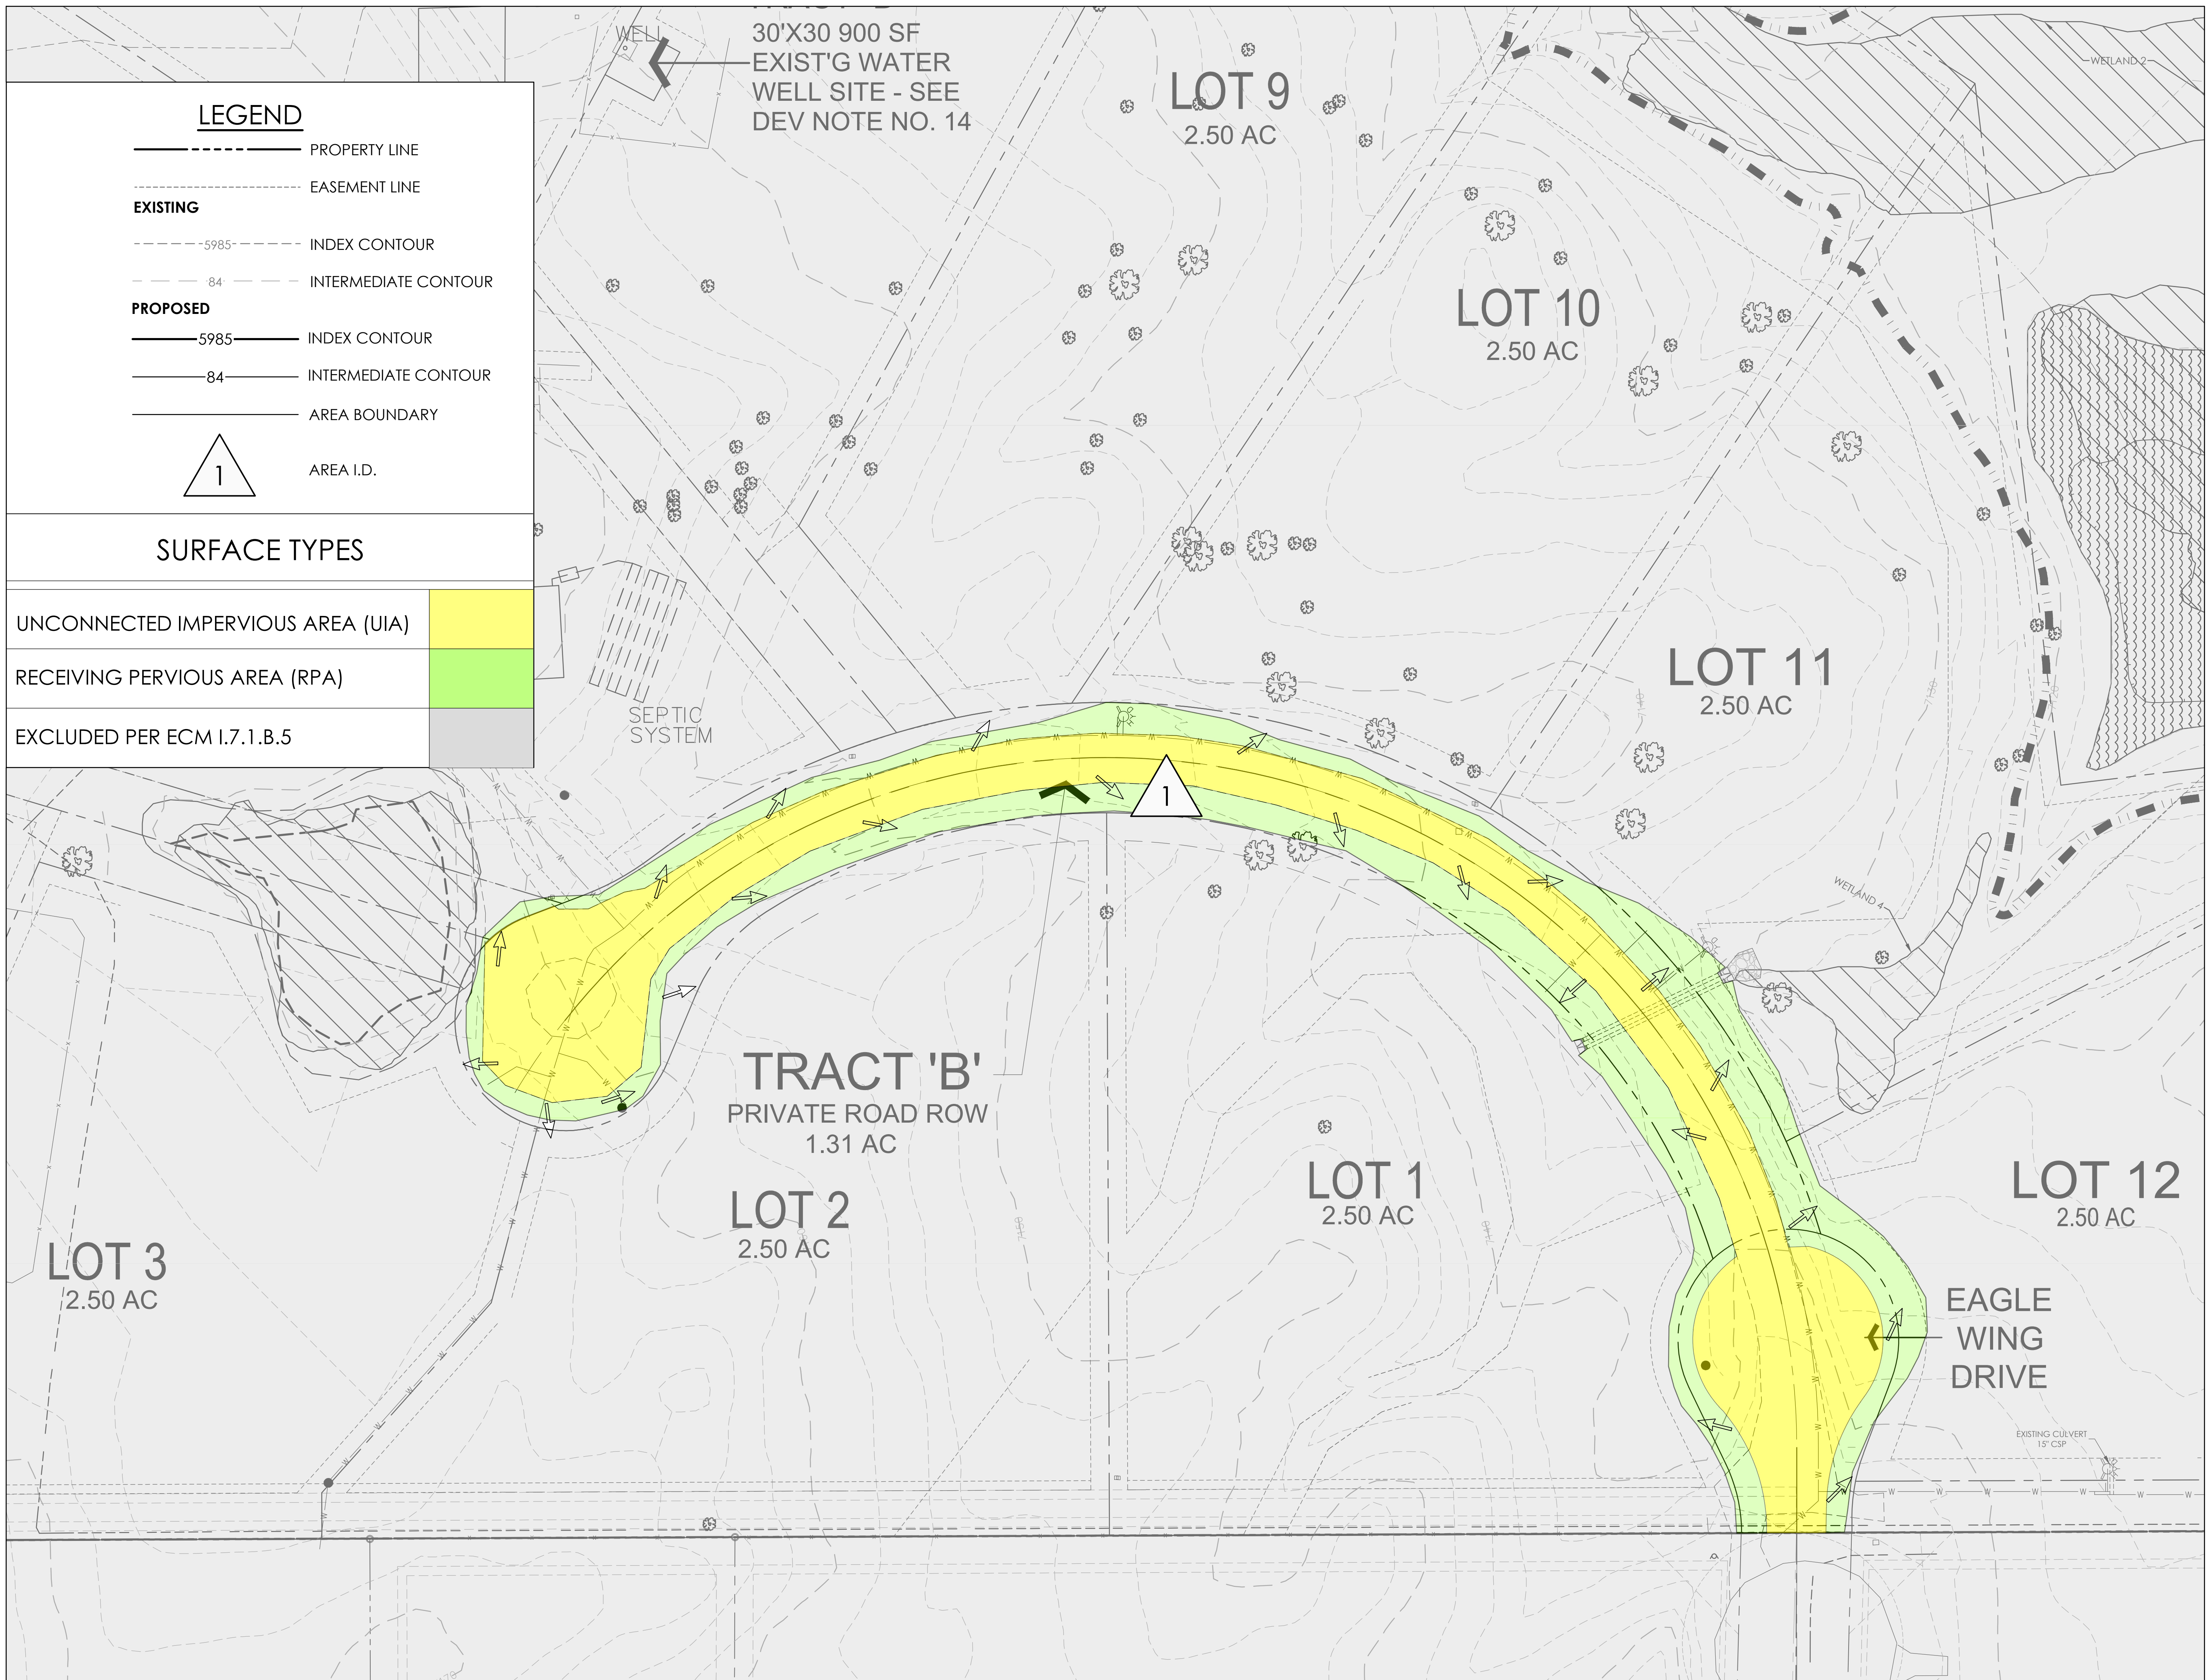 30'X30 900 SF
EXIST'G WATER
WELL SITE - SEE
DEV NOTE NO. 14
WELL
LOT 9
2.50 AC
WETLAND 2
LEGEND
PROPERTY LINE
EASEMENT LINE
EXISTING
5985 INDEX CONTOUR
84 INTERMEDIATE CONTOUR
PROPOSED
5985 INDEX CONTOUR
84 INTERMEDIATE CONTOUR
AREA BOUNDARY
1 AREA I.D.
SURFACE TYPES
UNCONNECTED IMPERVIOUS AREA (UIA)
RECEIVING PERVIOUS AREA (RPA)
EXCLUDED PER ECM I.7.1.B.5
LOT 10
2.50 AC
LOT 11
2.50 AC
SEPTIC
SYSTEM
1
WETLAND 4
TRACT 'B'
PRIVATE ROAD ROW
1.31 AC
LOT 1
2.50 AC
LOT 2
2.50 AC
LOT 3
2.50 AC
LOT 12
2.50 AC
EAGLE
WING
DRIVE
EXISTING CULVERT
15" CSP